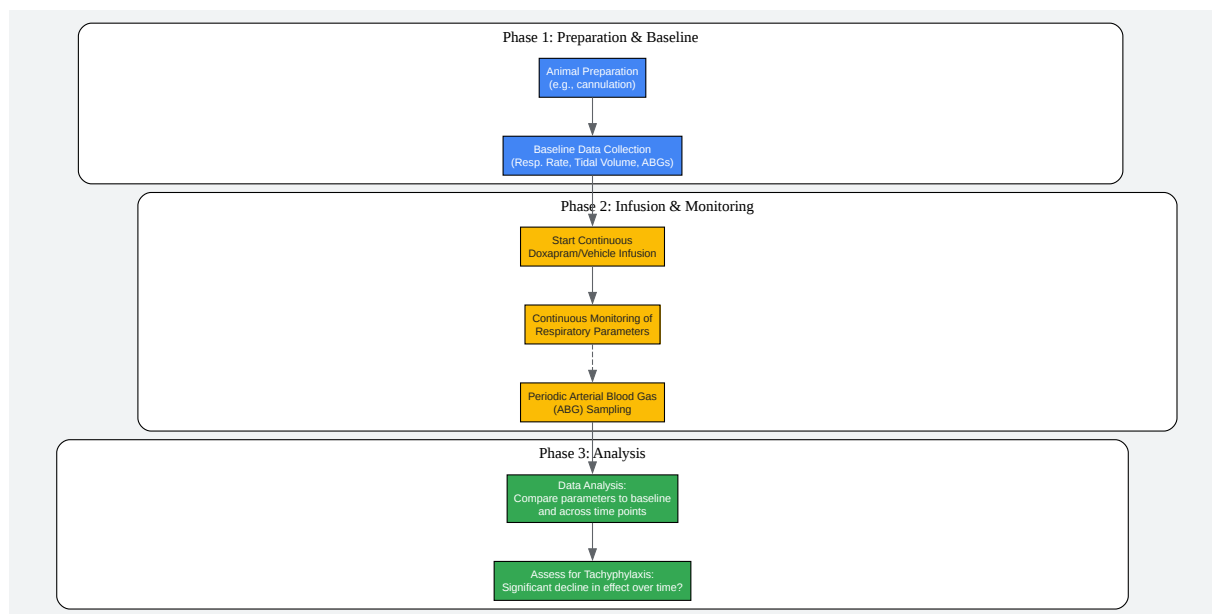 Phase 1: Preparation & Baseline
Animal Preparation
(e.g., cannulation)
Baseline Data Collection
(Resp. Rate, Tidal Volume, ABGs)
Phase 2: Infusion & Monitoring
Start Continuous
Doxapram/Vehicle Infusion
Continuous Monitoring of
Respiratory Parameters
Periodic Arterial Blood Gas
(ABG) Sampling
Phase 3: Analysis
Data Analysis:
Compare parameters to baseline
and across time points
Assess for Tachyphylaxis:
Significant decline in effect over time?